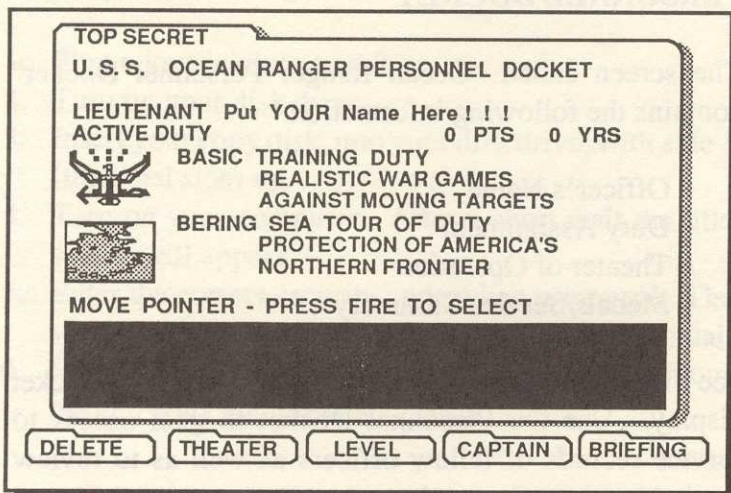 TOP SECRET
U.S.S. OCEAN RANGER PERSONNEL DOCKET
LIEUTENANT Put YOUR Name Here ! !
ACTIVE DUTY 0 PTS 0 YRS
BASIC TRAINING DUTY
REALISTIC WAR GAMES
AGAINST MOVING TARGETS
BERING SEA TOUR OF DUTY
PROTECTION OF AMERICA'S
NORTHERN FRONTIER
MOVE POINTER - PRESS FIRE TO SELECT
DELETE THEATER LEVEL CAPTAIN BRIEFING